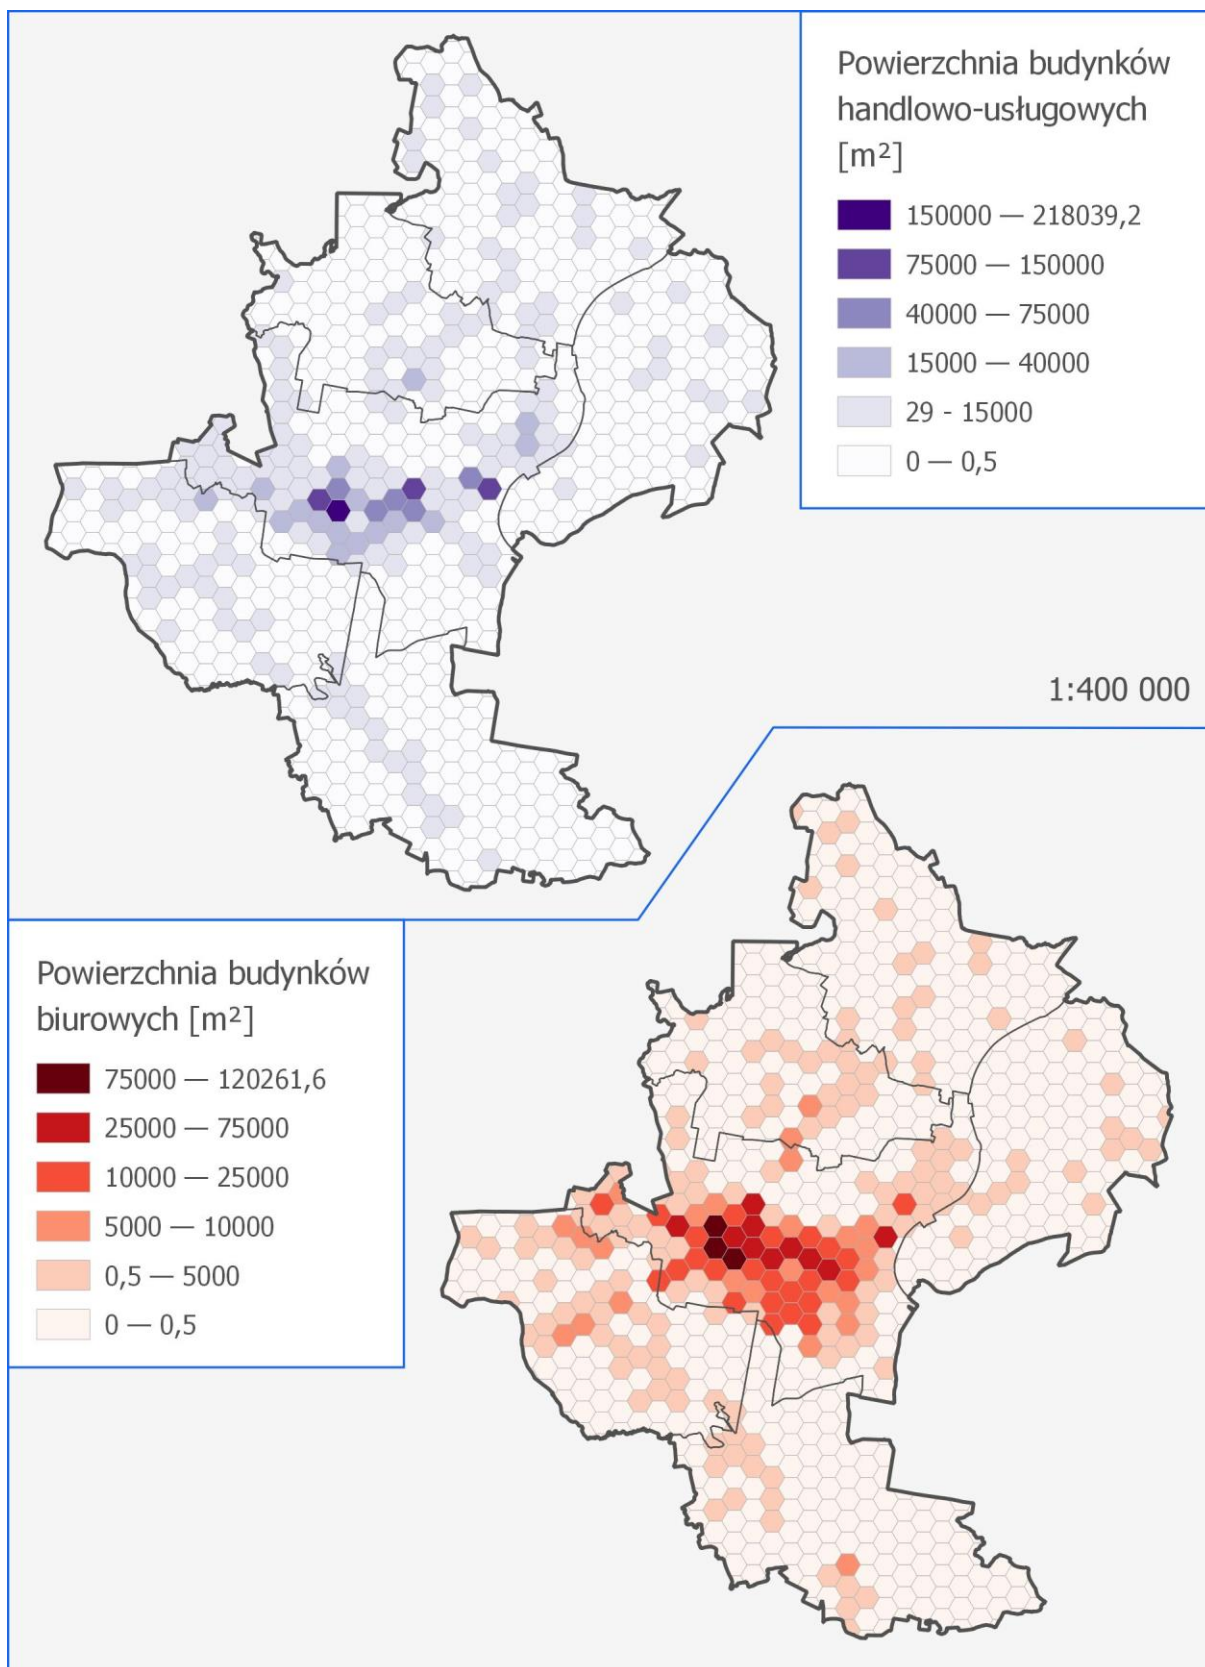 Powierzchnia budynków
handlowo-usługowych
[m²]
150000 — 218039,2
75000 — 150000
40000 — 75000
15000 — 40000
29 - 15000
0 — 0,5
1:400 000
Powierzchnia budynków
biurowych [m²]
75000 — 120261,6
25000 — 75000
10000 — 25000
5000 — 10000
0,5 — 5000
0 — 0,5